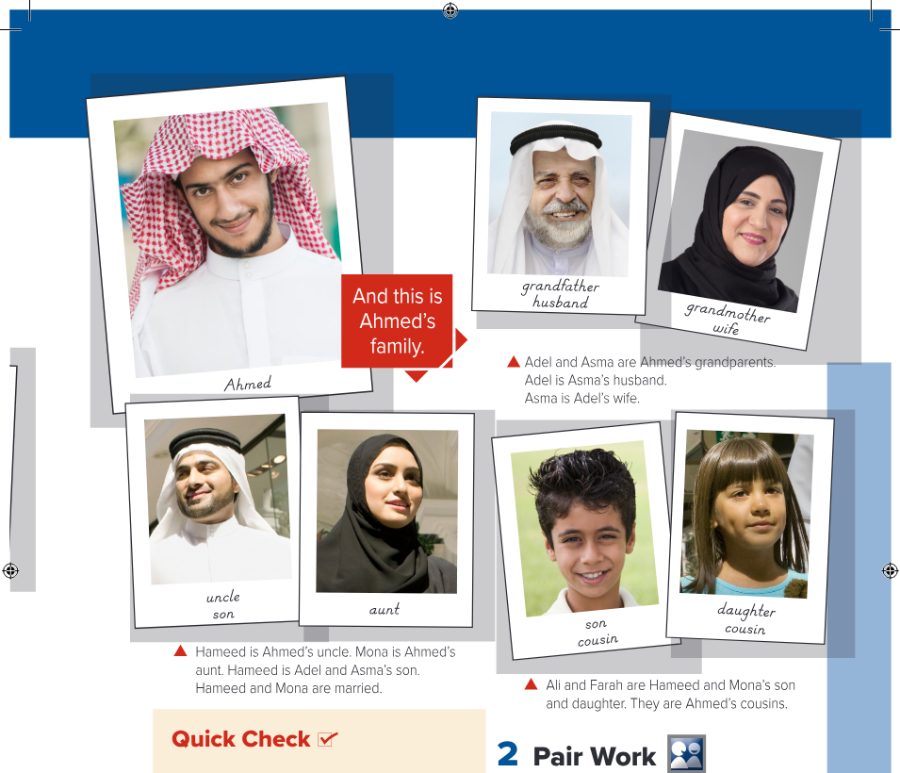 Ahmed
And this is
Ahmed's
family.
grandfather
husband
grandmother
wife
Adel and Asma are Ahmed's grandparents.
Adel is Asma's husband.
Asma is Adel's wife.
uncle
son
aunt
Hameed is Ahmed's uncle. Mona is Ahmed's
aunt. Hameed is Adel and Asma's son.
Hameed and Mona are married.
son
cousin
daughter
cousin
Ali and Farah are Hameed and Mona's son
and daughter. They are Ahmed's cousins.
Quick Check
2 Pair Work